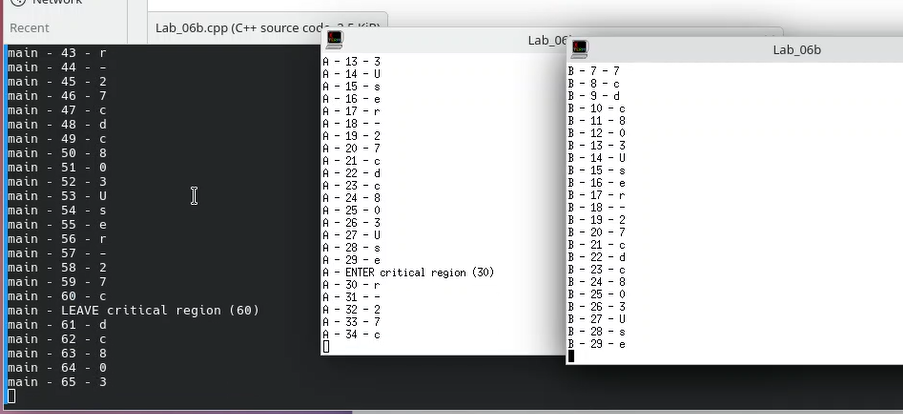 Network
Recent
Lab_06b.cpp (C++ source code, 2.5 KiB)
main - 43 - r
main - 44 - -
main - 45 - 2
main - 46 - 7
main - 47 - c
main - 48 - d
main - 49 - c
main - 50 - 8
main - 51 - 0
main - 52 - 3
main - 53 - U
main - 54 - s
main - 55 - e
main - 56 - r
main - 57 - -
main - 58 - 2
main - 59 - 7
main - 60 - c
main - LEAVE critical region (60)
main - 61 - d
main - 62 - c
main - 63 - 8
main - 64 - 0
main - 65 - 3
A - 13 - 3
A - 14 - U
A - 15 - s
A - 16 - e
A - 17 - r
A - 18 - -
A - 19 - 2
A - 20 - 7
A - 21 - c
A - 22 - d
A - 23 - c
A - 24 - 8
A - 25 - 0
A - 26 - 3
A - 27 - U
A - 28 - s
A - 29 - e
A - ENTER critical region (30)
A - 30 - r
A - 31 - -
A - 32 - 2
A - 33 - 7
A - 34 - c
Lab_06b
B - 7 - 7
B - 8 - c
B - 9 - d
B - 10 - c
B - 11 - 8
B - 12 - 0
B - 13 - 3
B - 14 - U
B - 15 - s
B - 16 - e
B - 17 - r
B - 18 - -
B - 19 - 2
B - 20 - 7
B - 21 - c
B - 22 - d
B - 23 - c
B - 24 - 8
B - 25 - 0
B - 26 - 3
B - 27 - U
B - 28 - s
B - 29 - e